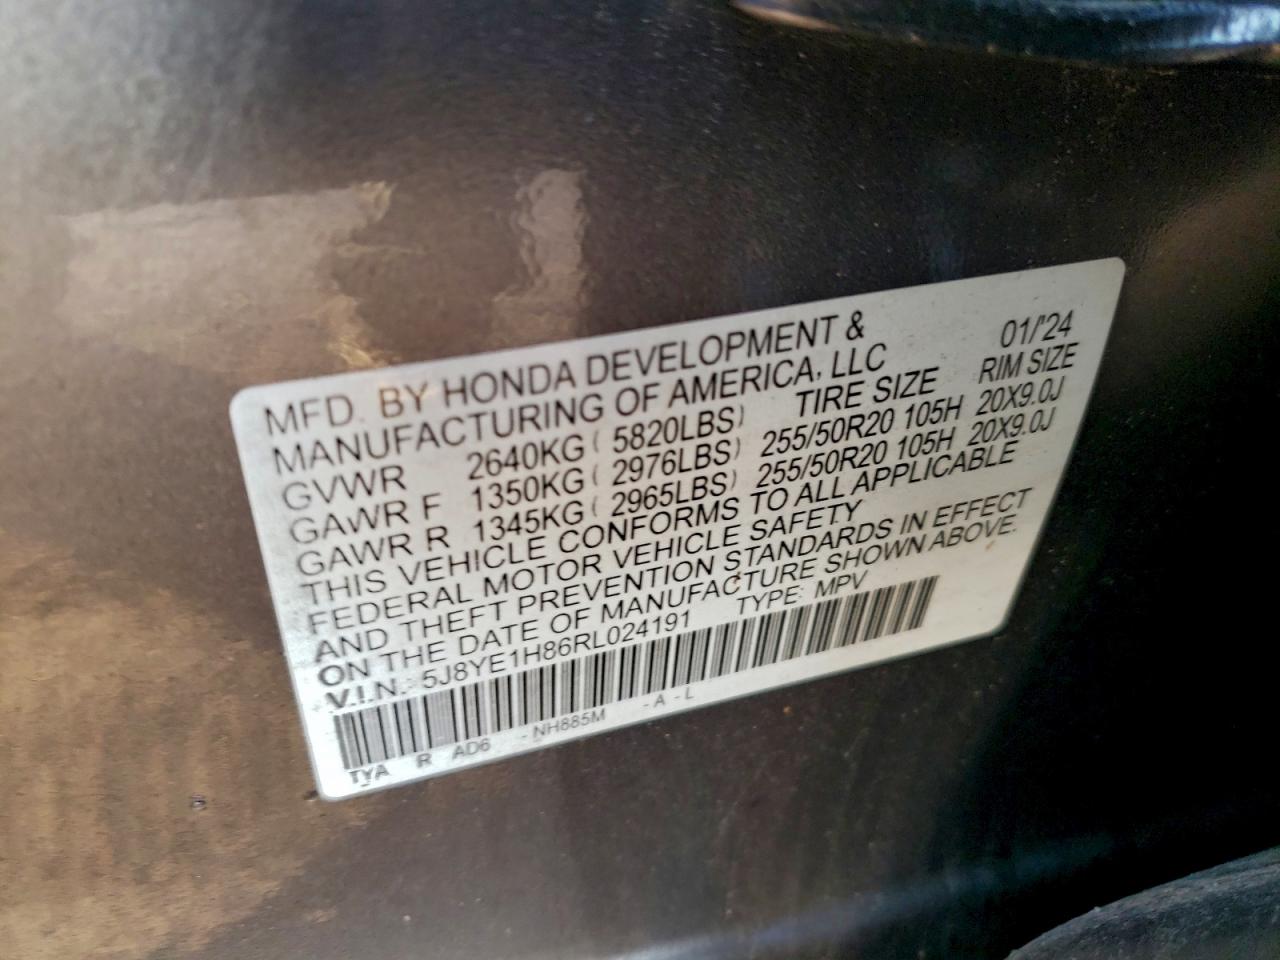 MFD. BY HONDA DEVELOPMENT &
MANUFACTURING OF AMERICA, LLC 01/'24
GVWR 2640KG ( 5820LBS) TIRE SIZE RIM SIZE
GAWR F 1350KG ( 2976LBS) 255/50R20 105H 20X9.0J
GAWR R 1345KG ( 2965LBS) 255/50R20 105H 20X9.0J
THIS VEHICLE CONFORMS TO ALL APPLICABLE
FEDERAL MOTOR VEHICLE SAFETY
AND THEFT PREVENTION STANDARDS IN EFFECT
ON THE DATE OF MANUFACTURE SHOWN ABOVE.
V.I.N.: 5J8YE1H86RL024191 TYPE: MPV
TYA R AD6 - NH885M - A - L